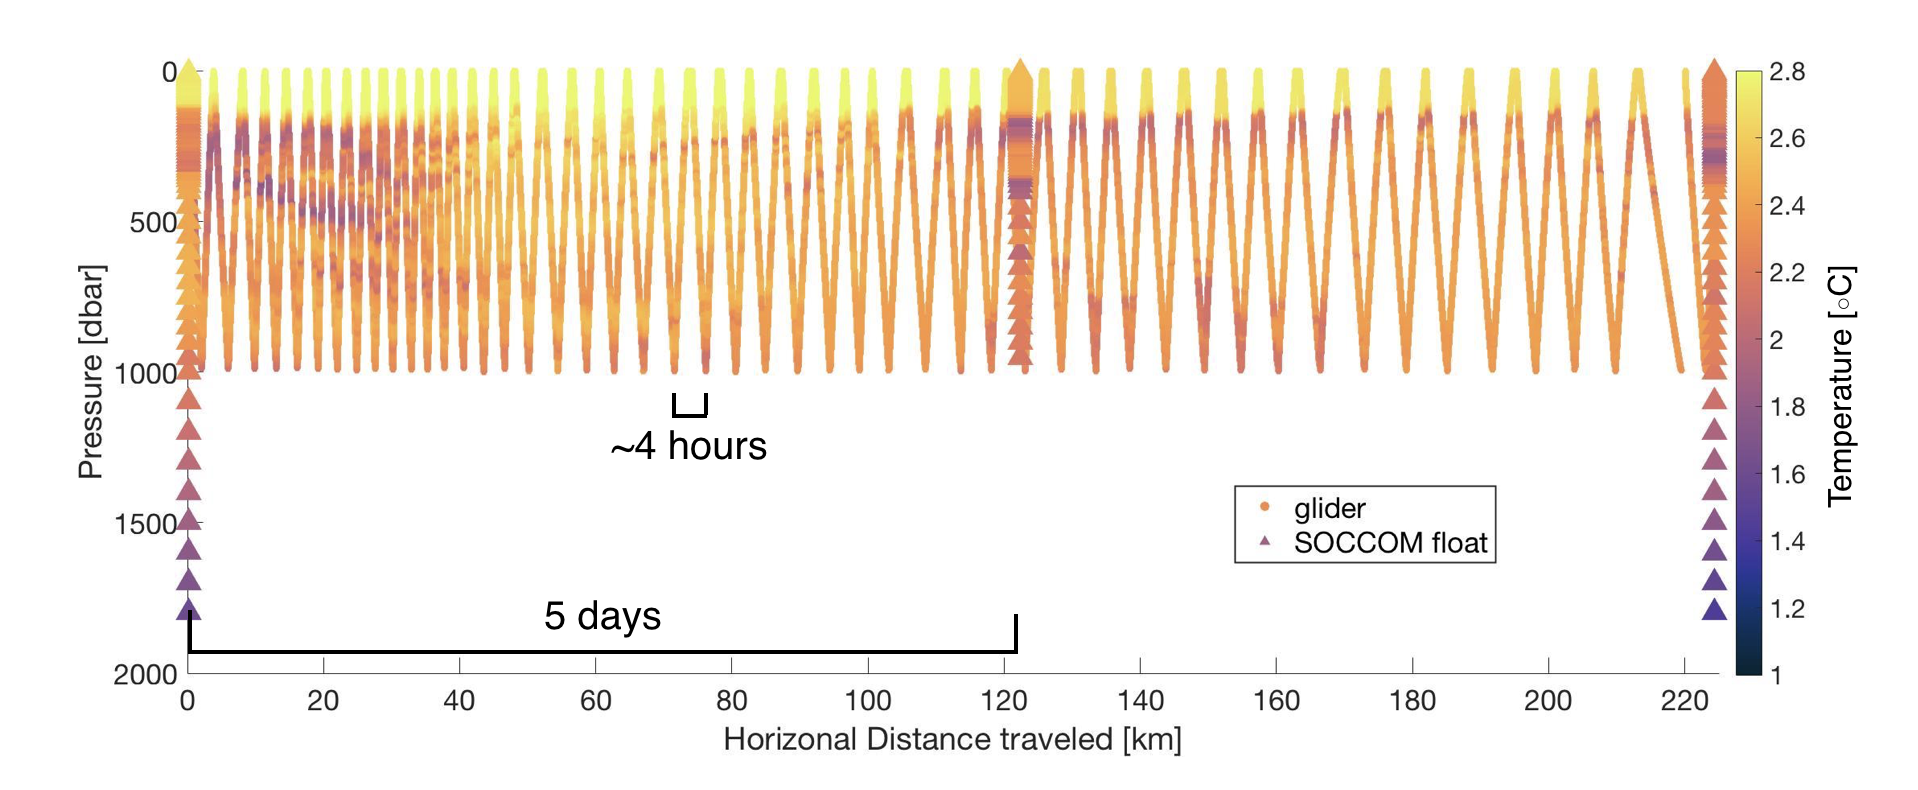 0
500
1000
1500
2000
Pressure [dbar]
~4 hours
5 days
glider
SOCCOM float
0 20 40 60 80 100 120 140 160 180 200 220
Horizonal Distance traveled [km]
2.8
2.6
2.4
2.2
2
1.8
1.6
1.4
1.2
1
Temperature [○C]